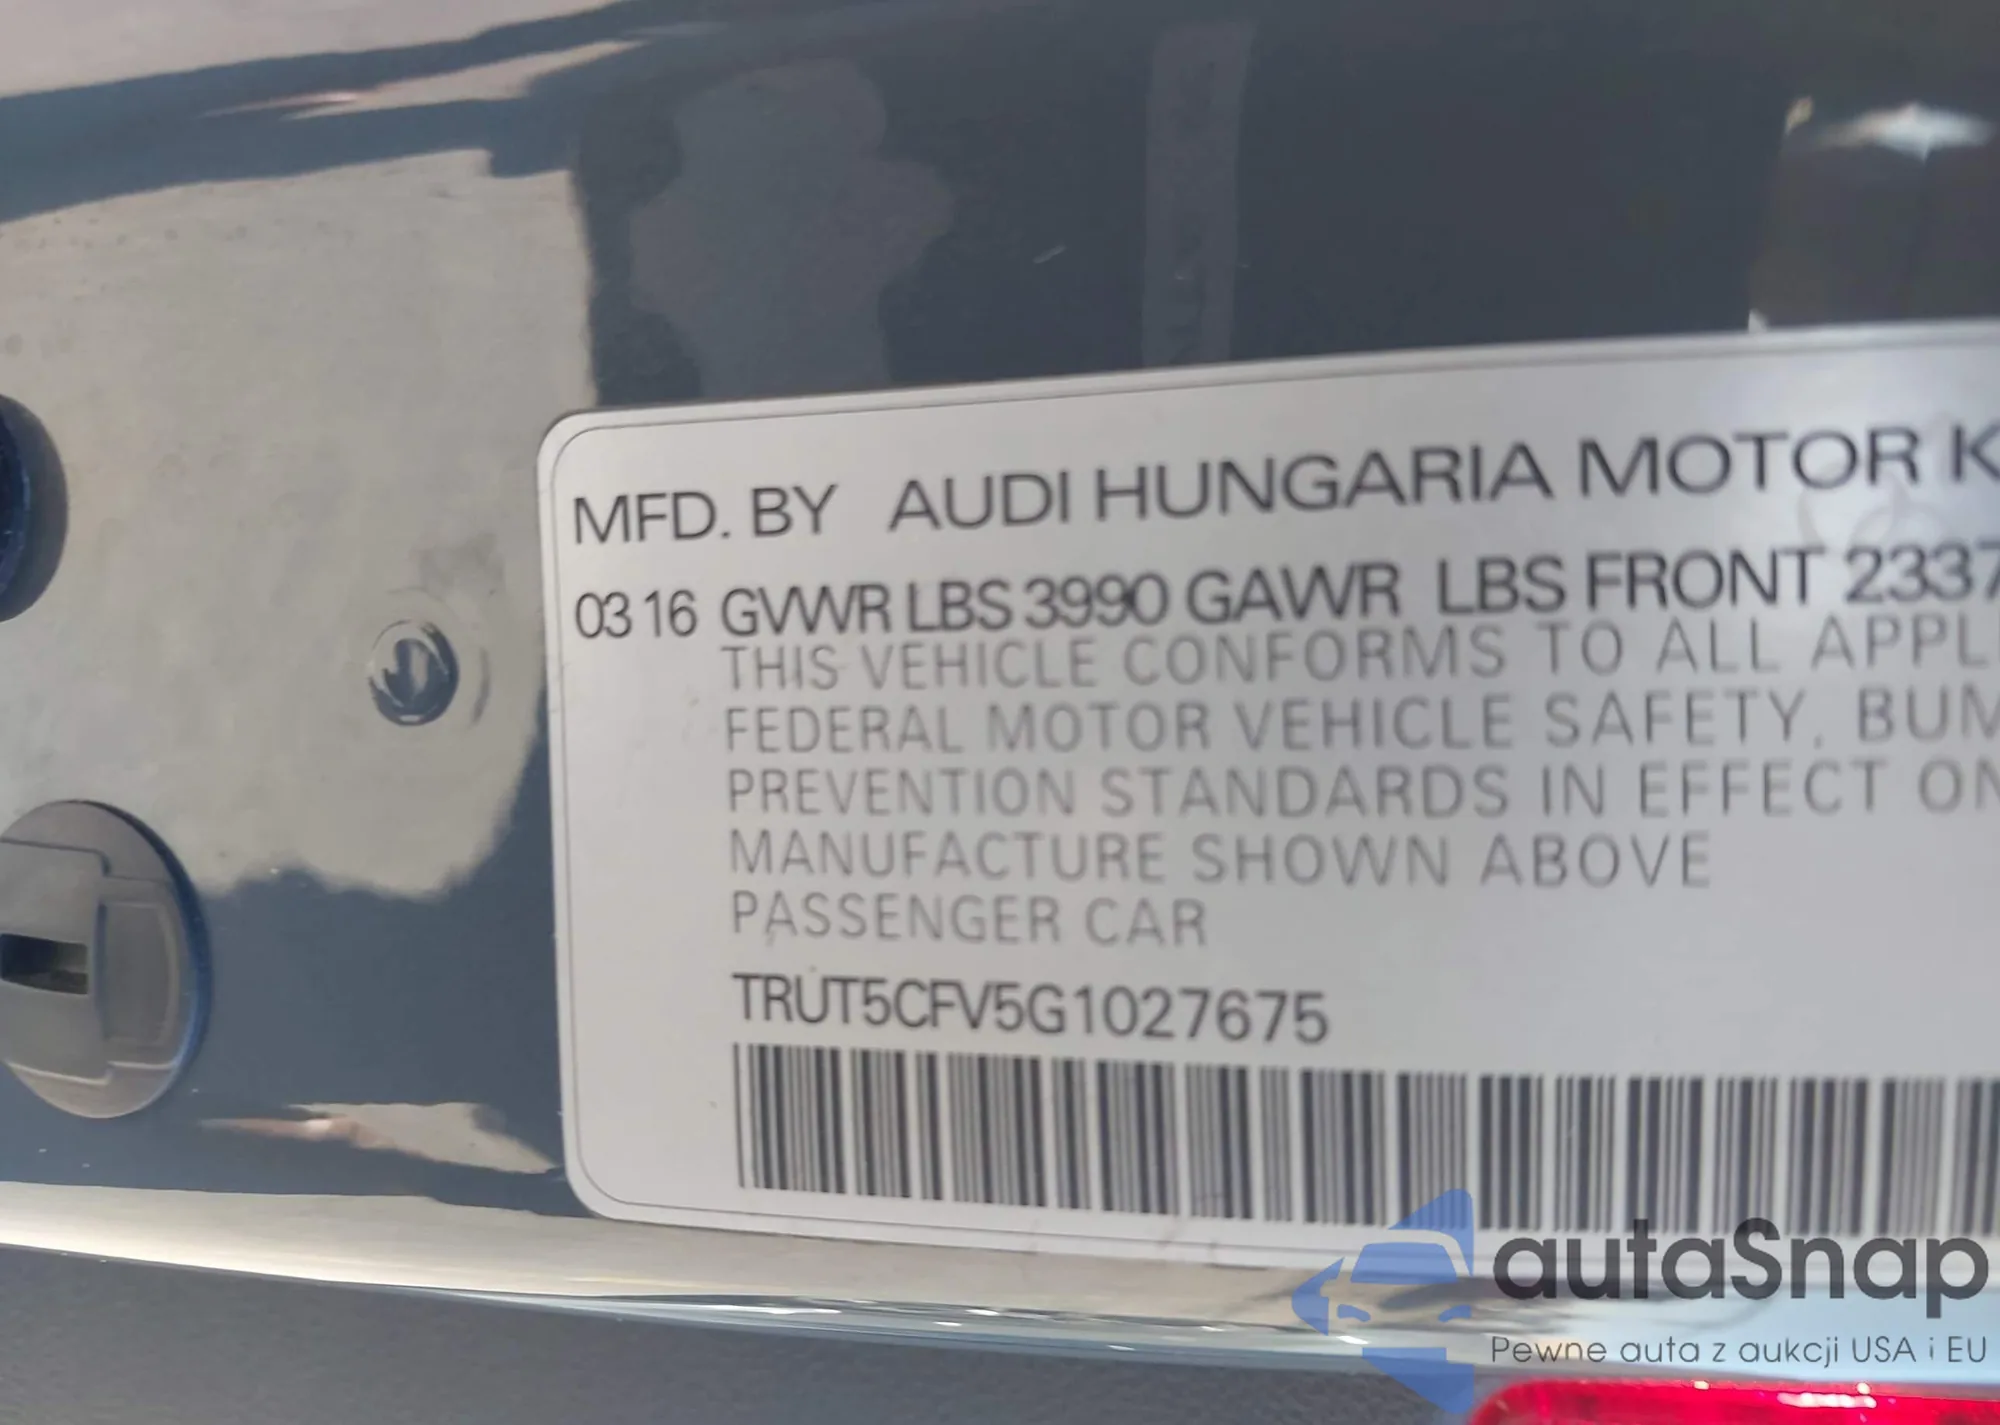 MFD. BY AUDI HUNGARIA MOTOR K
03 16 GVWR LBS 3990 GAWR LBS FRONT 2337
THIS VEHICLE CONFORMS TO ALL APPLI
FEDERAL MOTOR VEHICLE SAFETY, BUM
PREVENTION STANDARDS IN EFFECT ON
MANUFACTURE SHOWN ABOVE
PASSENGER CAR
TRUT5CFV5G1027675
autaSnap
Pewne auta z aukcji USA i EU